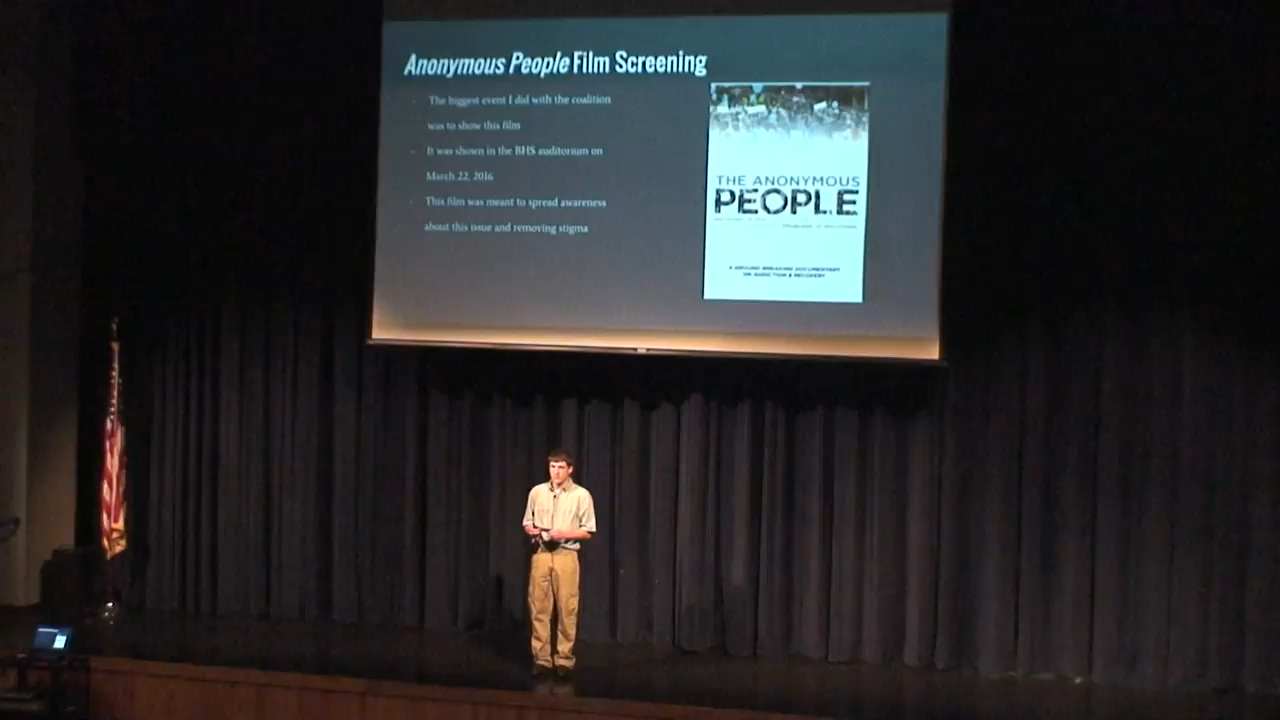 Anonymous People Film Screening
- The biggest event I did with the coalition
was to show this film
- It was shown in the BHS auditorium on
March 22, 2016
- This film was meant to spread awareness
about this issue and removing stigma
THE ANONYMOUS
PEOPLE
A GROUND BREAKING DOCUMENTARY
ON ADDICTION & RECOVERY